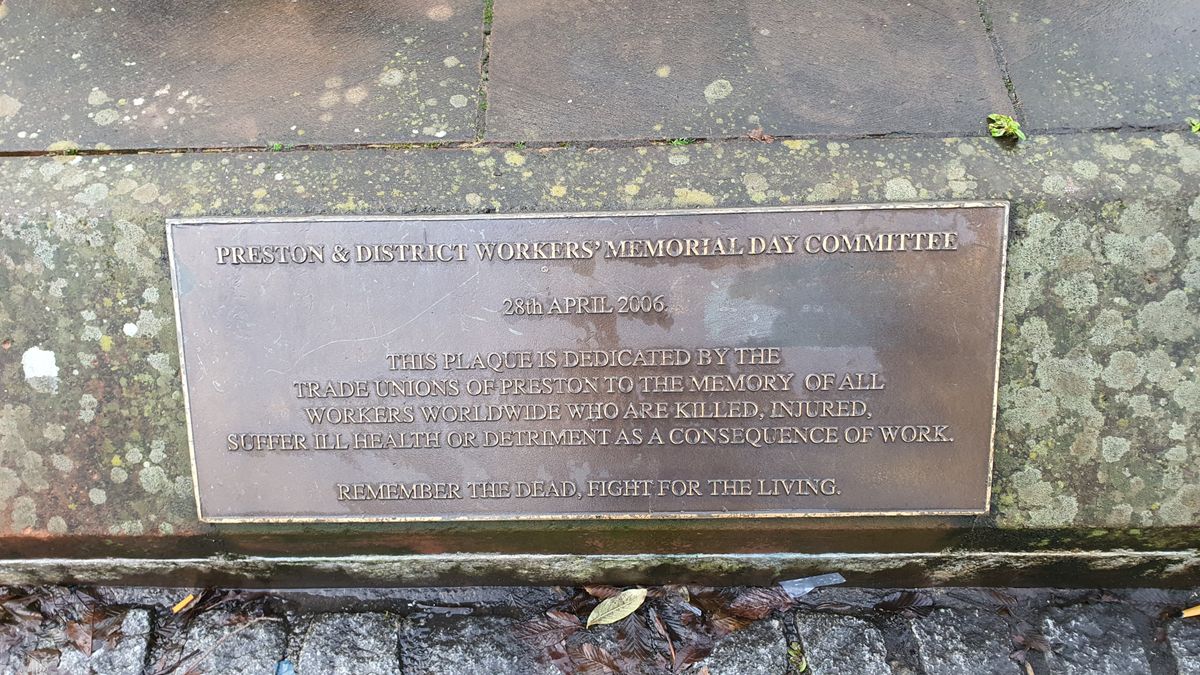 PRESTON & DISTRICT WORKERS' MEMORIAL DAY COMMITTEE
28th APRIL 2006
THIS PLAQUE IS DEDICATED BY THE
TRADE UNIONS OF PRESTON TO THE MEMORY OF ALL
WORKERS WORLDWIDE WHO ARE KILLED, INJURED,
SUFFER ILL HEALTH OR DETRIMENT AS A CONSEQUENCE OF WORK.
REMEMBER THE DEAD, FIGHT FOR THE LIVING.